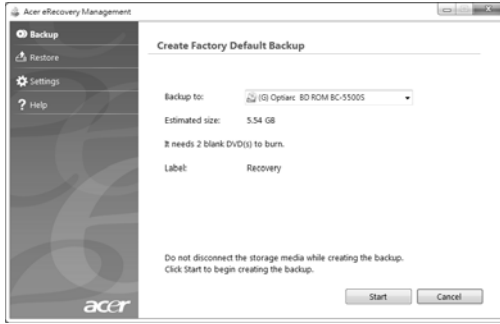 Acer eRecovery Management
Backup
Restore
Settings
? Help
Create Factory Default Backup
Backup to: (G) Optiarc BD ROM BC-5500S
Estimated size: 5.54 GB
It needs 2 blank DVD(s) to burn.
Label: Recovery
Do not disconnect the storage media while creating the backup.
Click Start to begin creating the backup.
Start Cancel
acer